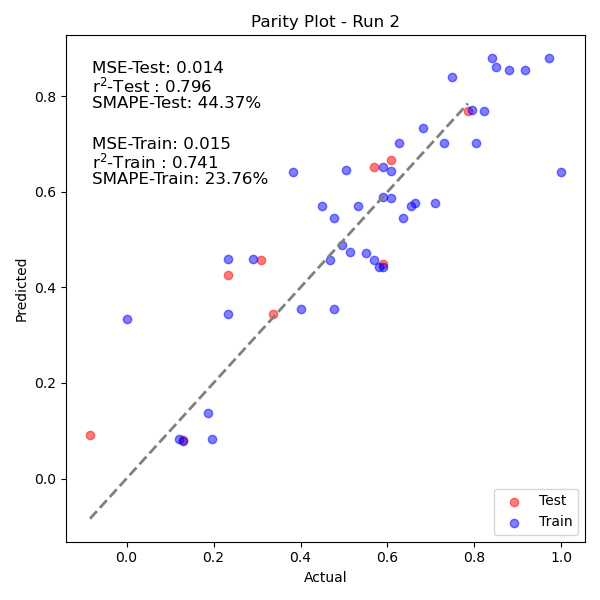 Parity Plot - Run 2
MSE-Test: 0.014
r²-Test : 0.796
SMAPE-Test: 44.37%
MSE-Train: 0.015
r²-Train : 0.741
SMAPE-Train: 23.76%
Predicted
0.8
0.6
0.4
0.2
0.0
0.0 0.2 0.4 0.6 0.8 1.0
Actual
Test
Train